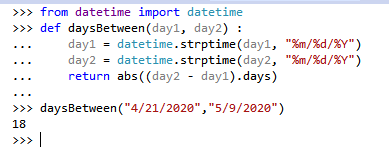 >>> from datetime import datetime
>>> def daysBetween(day1, day2) :
...     day1 = datetime.strptime(day1, "%m/%d/%Y")
...     day2 = datetime.strptime(day2, "%m/%d/%Y")
...     return abs((day2 - day1).days)
...
>>> daysBetween("4/21/2020","5/9/2020")
18
>>>